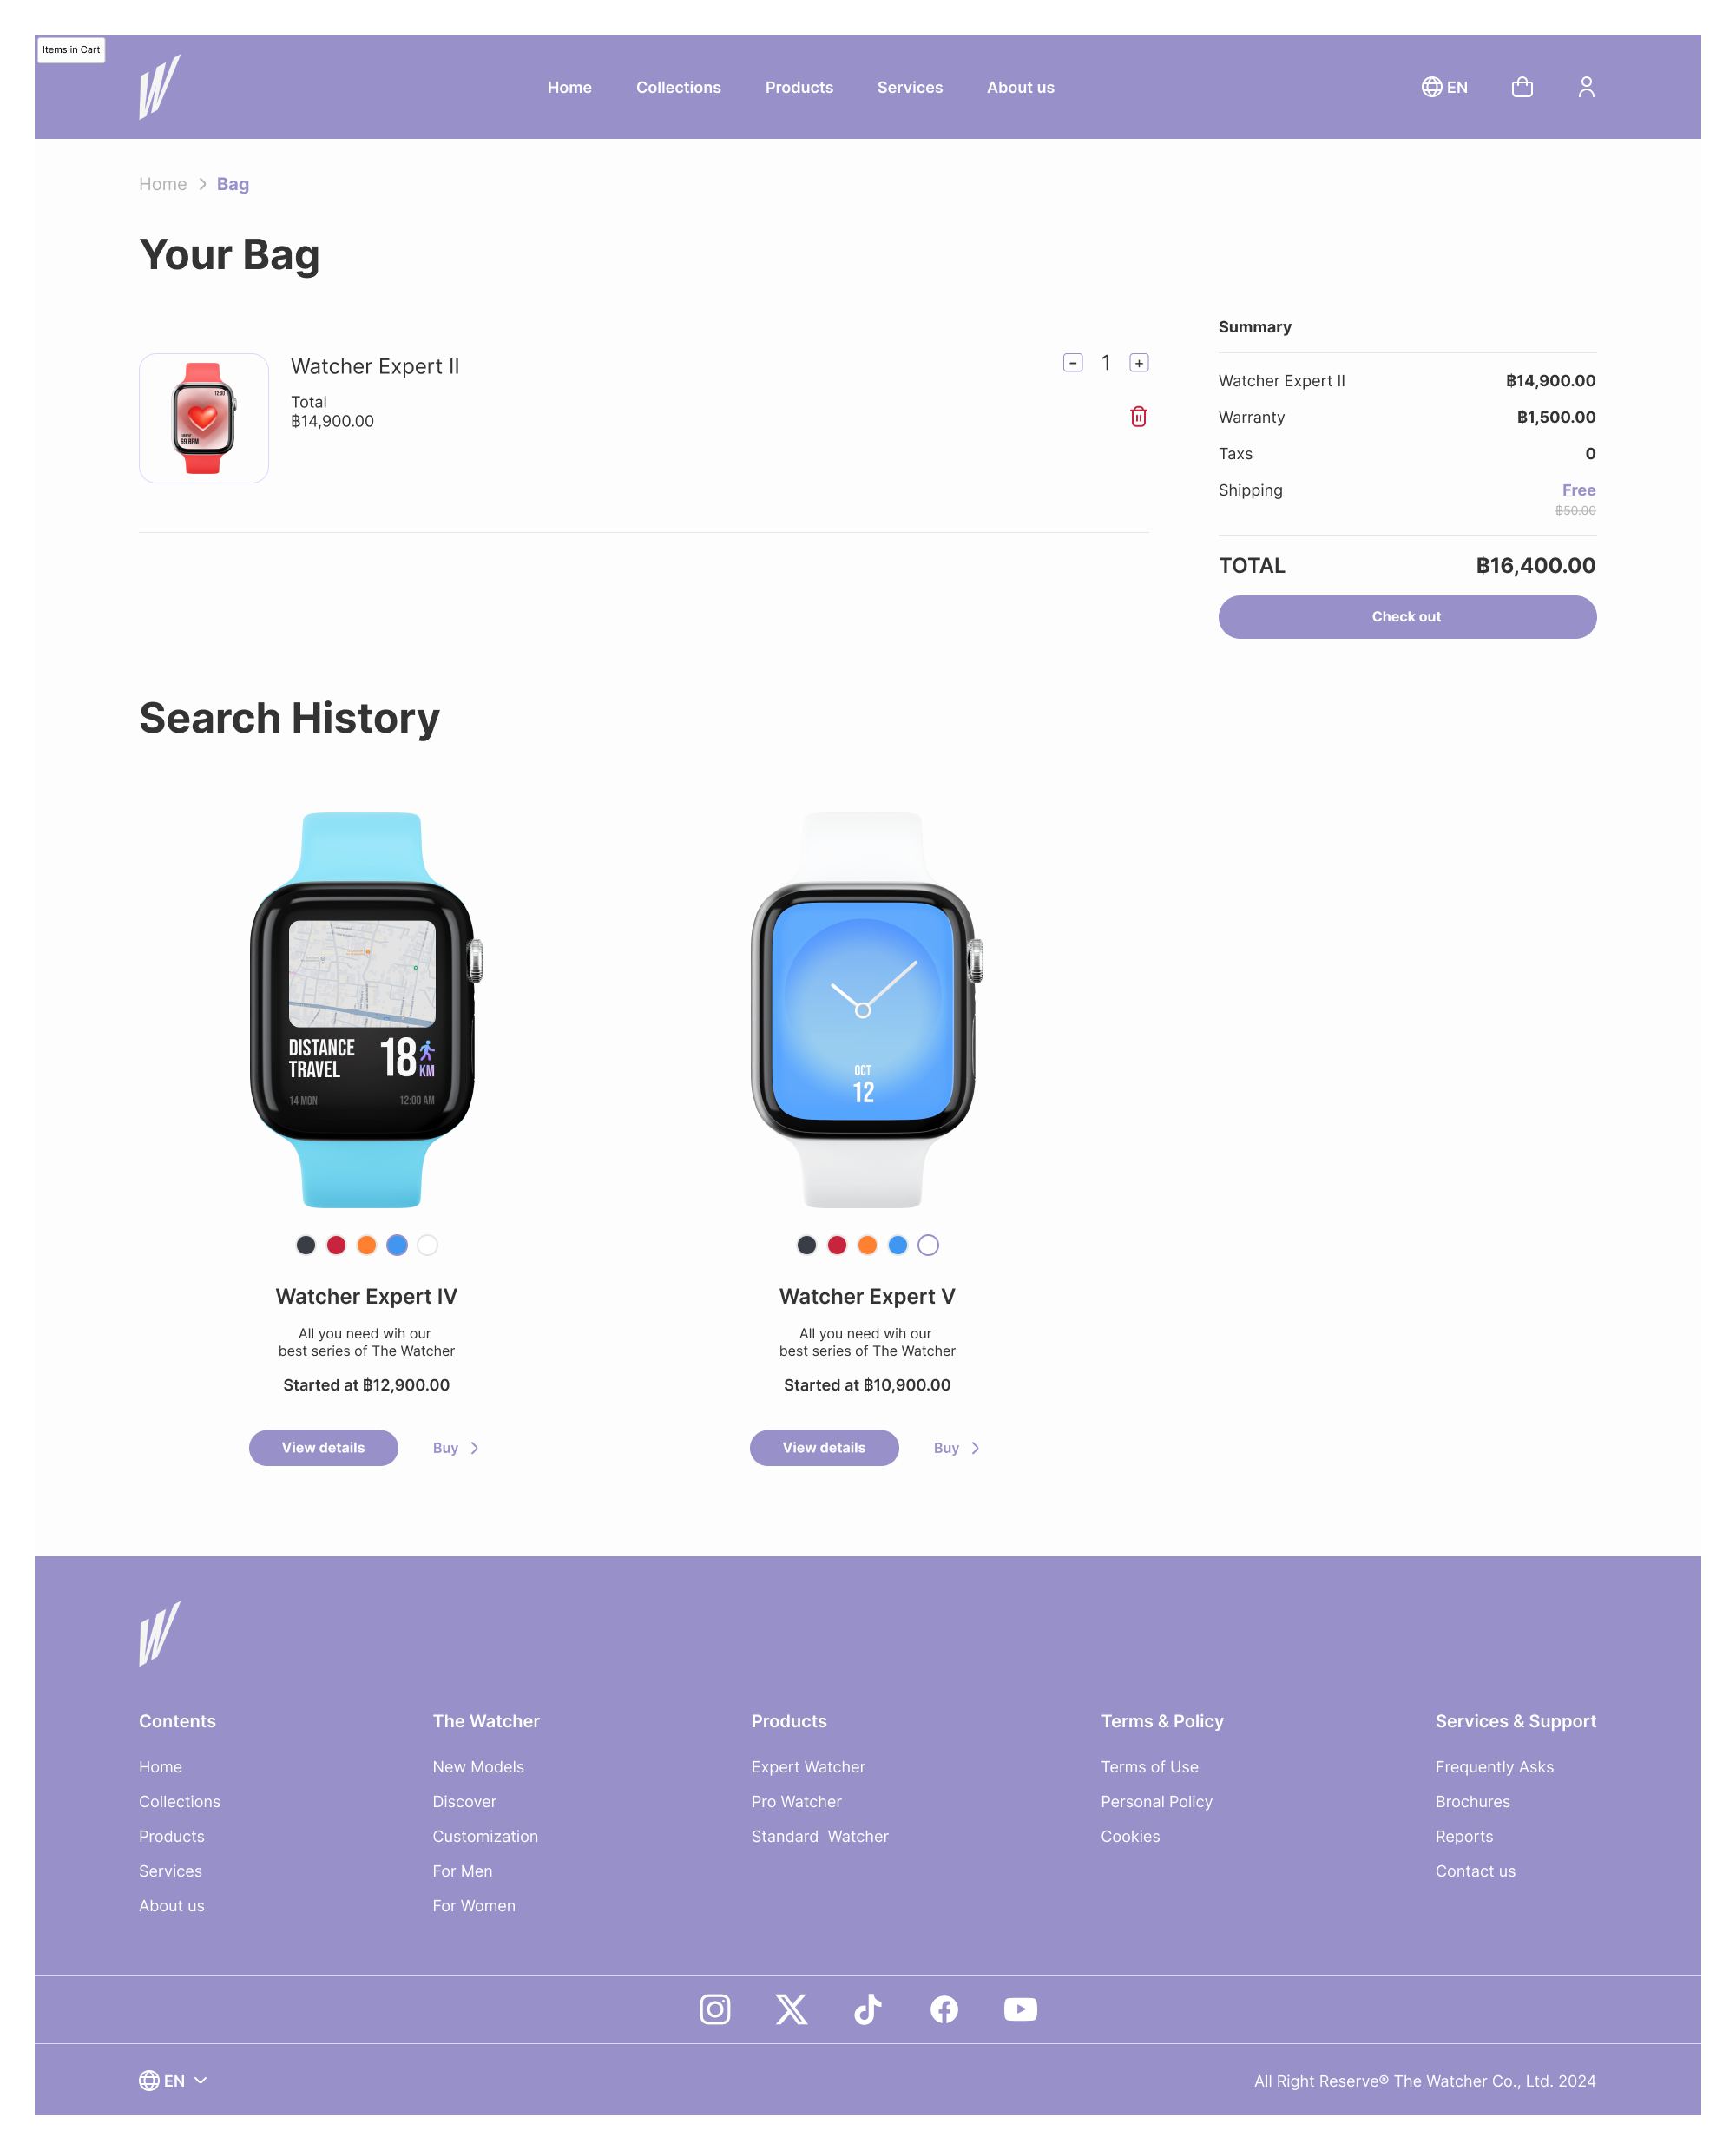 Items in Cart
Home Collections Products Services About us EN
Home > Bag
Your Bag
Watcher Expert II
Total
฿14,900.00
- 1 +
12:00
69 BPM
Summary
Watcher Expert II ฿14,900.00
Warranty ฿1,500.00
Taxs 0
Shipping Free
฿50.00
TOTAL ฿16,400.00
Check out
Search History
DISTANCE
TRAVEL
18
KM
14 MON 12:00 AM
Watcher Expert IV
All you need wih our
best series of The Watcher
Started at ฿12,900.00
View details Buy >
OCT
12
Watcher Expert V
All you need wih our
best series of The Watcher
Started at ฿10,900.00
View details Buy >
Contents
Home
Collections
Products
Services
About us
The Watcher
New Models
Discover
Customization
For Men
For Women
Products
Expert Watcher
Pro Watcher
Standard  Watcher
Terms & Policy
Terms of Use
Personal Policy
Cookies
Services & Support
Frequently Asks
Brochures
Reports
Contact us
EN
All Right Reserve® The Watcher Co., Ltd. 2024